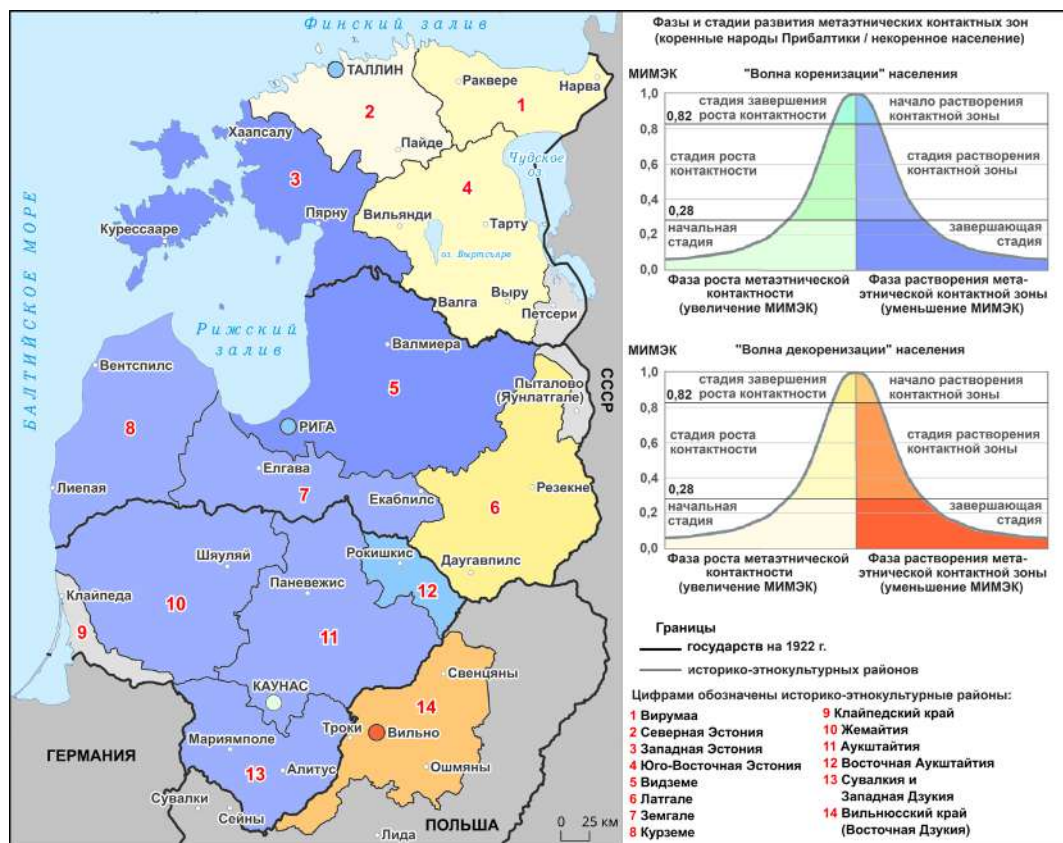 Финский залив
ТАЛЛИН
Раквере
Нарва
1
2
Хаапсалу
Пайде
Чудское
оз
3
4
Пярну
Вильянди
Тарту
Курессааре
оз. Выртсъярв
Валга
Выру
Петсери
БАЛТИЙСКОЕ МОРЕ
Рижский
залив
Валмиера
СССР
Вентспилс
5
Пыталово
(Яунлатгале)
8
РИГА
Елгава
Лиепая
7
Екабпилс
6
Резекне
Рокишкис
Шяуляй
Даугавпилс
Паневежис
12
Клайпеда
10
9
11
Свенцяны
КАУНАС
14
Троки
Вильно
Мариямполе
ГЕРМАНИЯ
13
Алитус
Ошмяны
Сувалки
Сейны
ПОЛЬША
Лида
0 25 км
Фазы и стадии развития метаэтнических контактных зон
(коренные народы Прибалтики / некоренное население)
МИМЭК "Волна коренизации" населения
1,0
0,82
0,8
0,6
0,4
0,28
0,2
0,0
стадия завершения
роста контактности
начало растворения
контактной зоны
стадия роста
контактности
стадия растворения
контактной зоны
начальная
стадия
завершающая
стадия
Фаза роста метаэтнической
контактности
(увеличение МИМЭК)
Фаза растворения мета-
этнической контактной зоны
(уменьшение МИМЭК)
МИМЭК "Волна декоренизации" населения
1,0
0,82
0,8
0,6
0,4
0,28
0,2
0,0
стадия завершения
роста контактности
начало растворения
контактной зоны
стадия роста
контактности
стадия растворения
контактной зоны
начальная
стадия
завершающая
стадия
Фаза роста метаэтнической
контактности
(увеличение МИМЭК)
Фаза растворения мета-
этнической контактной зоны
(уменьшение МИМЭК)
Границы
государств на 1922 г.
историко-этнокультурных районов
Цифрами обозначены историко-этнокультурные районы:
1 Вирумаа
2 Северная Эстония
3 Западная Эстония
4 Юго-Восточная Эстония
5 Видземе
6 Латгале
7 Земгале
8 Курземе
9 Клайпедский край
10 Жемайтия
11 Аукштайтия
12 Восточная Аукштайтия
13 Сувалкия и
Западная Дзукия
14 Вильнюсский край
(Восточная Дзукия)